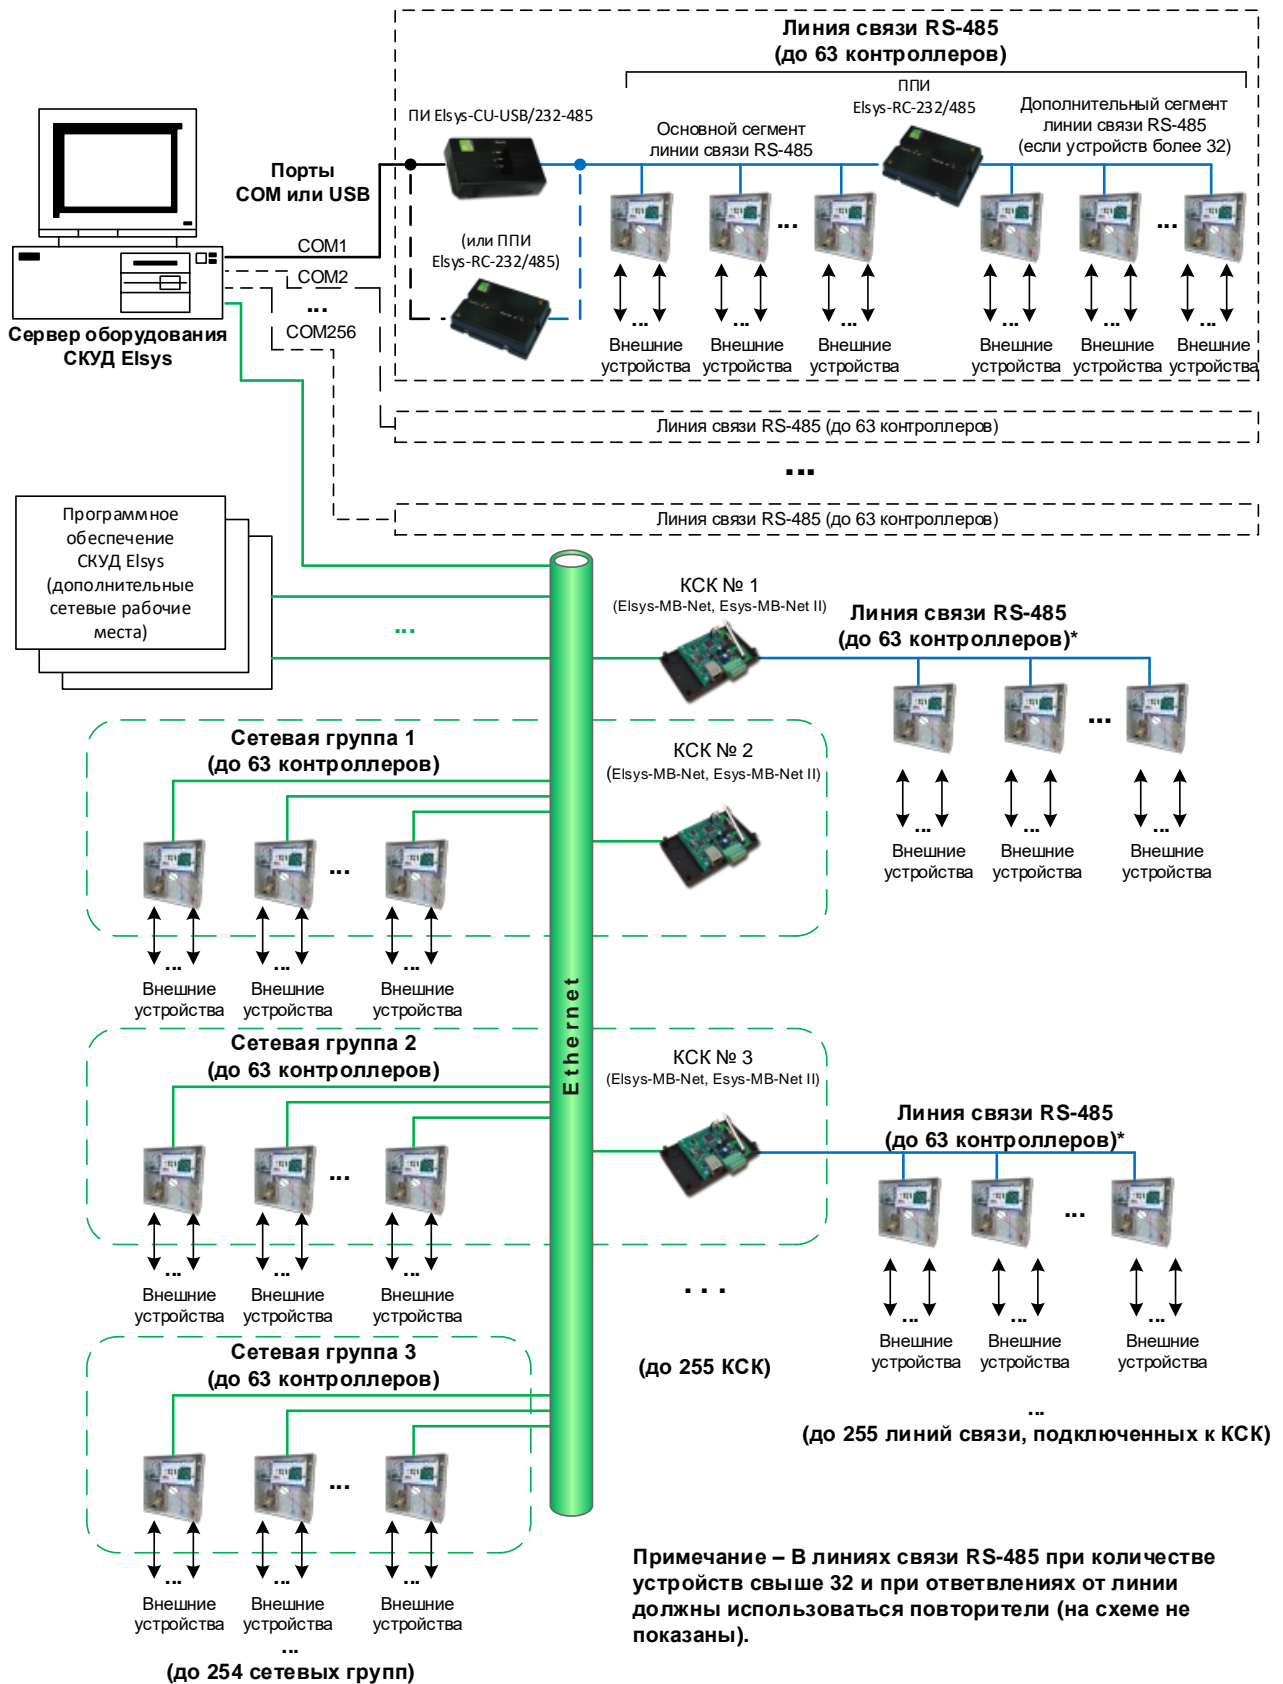 Линия связи RS-485
(до 63 контроллеров)
ПИ Elsys-CU-USB/232-485
Основной сегмент
линии связи RS-485
ППИ
Elsys-RC-232/485
Дополнительный сегмент
линии связи RS-485
(если устройств более 32)
Порты
COM или USB
COM1
COM2
...
COM256
(или ППИ
Elsys-RC-232/485)
...
...
...
...
...
...
...
...
Внешние
устройства
Внешние
устройства
Внешние
устройства
Внешние
устройства
Внешние
устройства
Внешние
устройства
Сервер оборудования
СКУД Elsys
Линия связи RS-485 (до 63 контроллеров)
...
Линия связи RS-485 (до 63 контроллеров)
Программное
обеспечение
СКУД Elsys
(дополнительные
сетевые рабочие
места)
...
Ethernet
КСК № 1
(Elsys-MB-Net, Esys-MB-Net II)
Линия связи RS-485
(до 63 контроллеров)*
...
...
...
...
Внешние
устройства
Внешние
устройства
Внешние
устройства
Сетевая группа 1
(до 63 контроллеров)
КСК № 2
(Elsys-MB-Net, Esys-MB-Net II)
...
...
...
...
Внешние
устройства
Внешние
устройства
Внешние
устройства
Сетевая группа 2
(до 63 контроллеров)
КСК № 3
(Elsys-MB-Net, Esys-MB-Net II)
Линия связи RS-485
(до 63 контроллеров)*
...
...
...
...
Внешние
устройства
Внешние
устройства
Внешние
устройства
...
...
...
...
Внешние
устройства
Внешние
устройства
Внешние
устройства
. . .
(до 255 КСК)
...
(до 255 линий связи, подключенных к КСК)
Сетевая группа 3
(до 63 контроллеров)
...
...
...
...
Внешние
устройства
Внешние
устройства
Внешние
устройства
...
(до 254 сетевых групп)
Примечание – В линиях связи RS-485 при количестве
устройств свыше 32 и при ответвлениях от линии
должны использоваться повторители (на схеме не
показаны).